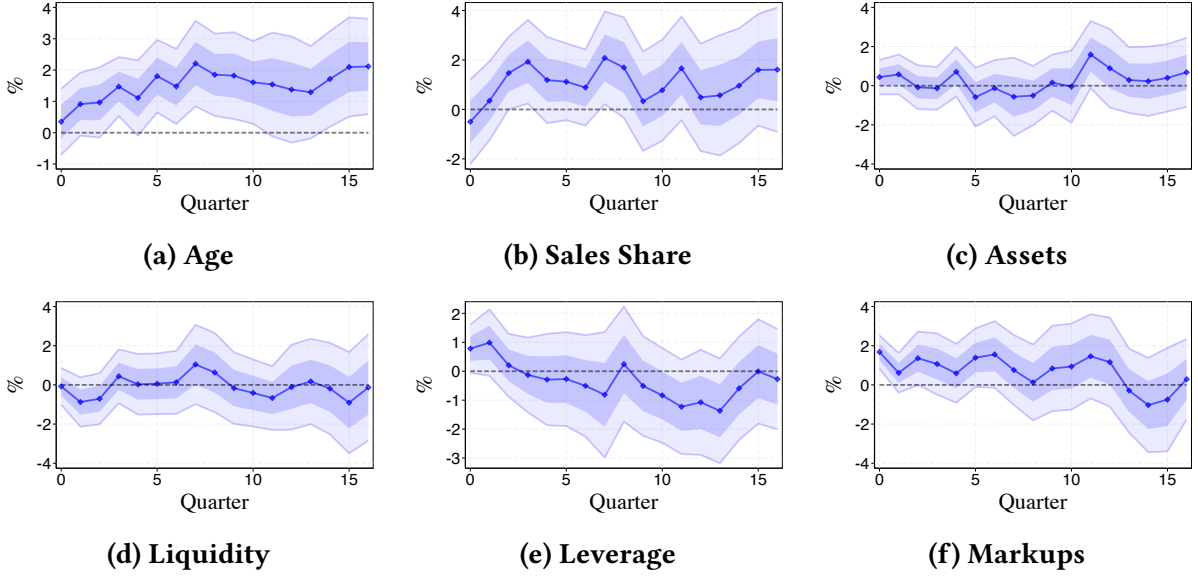 %
4
3
2
1
0
-1
0 5 10 15
Quarter
(a) Age
%
4
2
0
-2
0 5 10 15
Quarter
(b) Sales Share
%
4
2
0
-2
-4
0 5 10 15
Quarter
(c) Assets
%
4
2
0
-2
-4
0 5 10 15
Quarter
(d) Liquidity
%
2
1
0
-1
-2
-3
0 5 10 15
Quarter
(e) Leverage
%
4
2
0
-2
-4
0 5 10 15
Quarter
(f) Markups